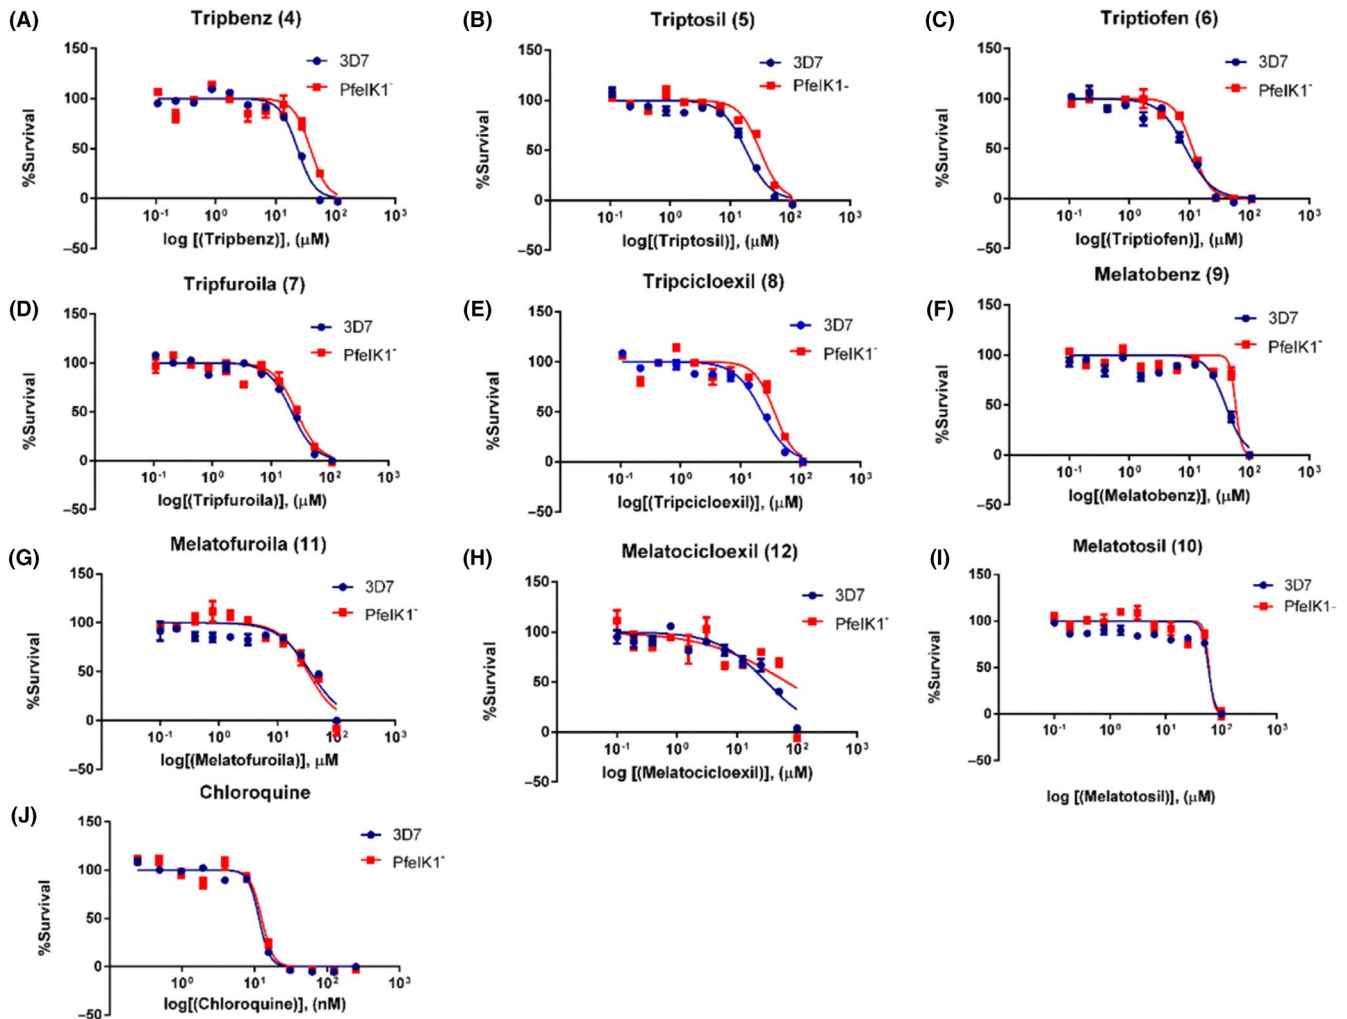 (A) Tripbenz (4)
150
100
50
0
–50
%Survival
3D7
PfeIK1-
10-1 100 101 102 103
log [(Tripbenz)], (μM)
(B) Triptosil (5)
150
100
50
0
–50
%Survival
3D7
PfeIK1-
10-1 100 101 102 103
log[(Triptosil)], (μM)
(C) Triptiofen (6)
150
100
50
0
–50
%Survival
3D7
PfeIK1-
10-1 100 101 102 103
log[(Triptiofen)], (μM)
(D) Tripfuroila (7)
150
100
50
0
–50
%Survival
3D7
PfeIK1-
10-1 100 101 102 103
log[(Tripfuroila)], (μM)
(E) Tripcicloexil (8)
150
100
50
0
–50
%Survival
3D7
PfeIK1-
10-1 100 101 102 103
log[(Tripcicloexil)], (μM)
(F) Melatobenz (9)
150
100
50
0
–50
%Survival
3D7
PfeIK1-
10-1 100 101 102 103
log[(Melatobenz)], (μM)
(G) Melatofuroila (11)
150
100
50
0
–50
%Survival
3D7
PfeIK1-
10-1 100 101 102 103
log[(Melatofuroila)], μM
(H) Melatocicloexil (12)
150
100
50
0
–50
%Survival
3D7
PfeIK1-
10-1 100 101 102 103
log [(Melatocicloexil)], (μM)
(I) Melatotosil (10)
150
100
50
0
–50
%Survival
3D7
PfeIK1-
10-1 100 101 102 103
log [(Melatotosil)], (μM)
(J) Chloroquine
150
100
50
0
–50
%Survival
3D7
PfeIK1-
100 101 102 103
log[(Chloroquine)], (nM)